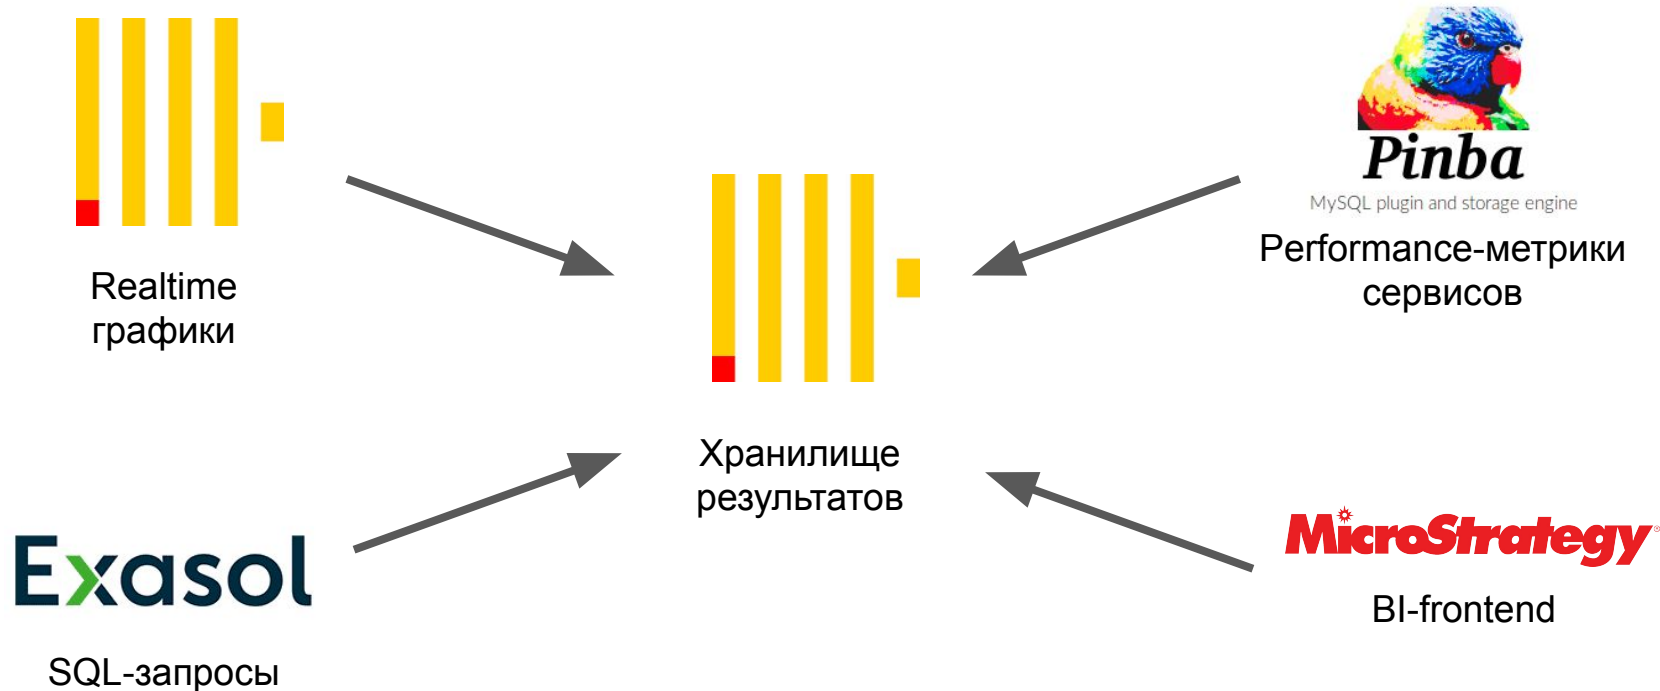 Realtime
графики
Pinba
MySQL plugin and storage engine
Performance-метрики
сервисов
Хранилище
результатов
Exasol
SQL-запросы
MicroStrategy®
BI-frontend